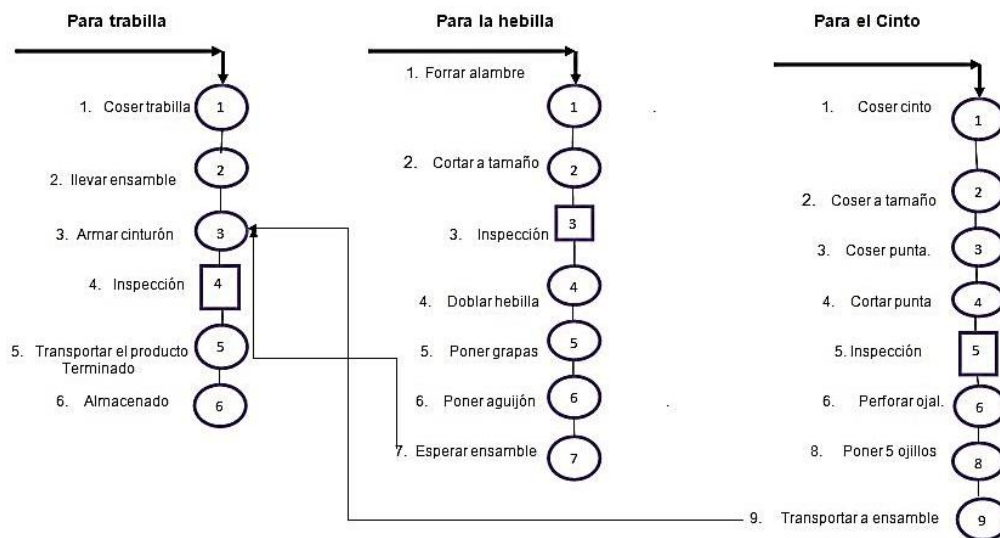 Para trabilla
1. Coser trabilla
1
2. llevar ensamble
2
3. Armar cinturón
3
4. Inspección
4
5. Transportar el producto
Terminado
5
6. Almacenado
6
Para la hebilla
1. Forrar alambre
1
2. Cortar a tamaño
2
3. Inspección
3
4. Doblar hebilla
4
5. Poner grapas
5
6. Poner aguijón
6
7. Esperar ensamble
7
Para el Cinto
1. Coser cinto
1
2. Coser a tamaño
2
3. Coser punta.
3
4. Cortar punta
4
5. Inspección
5
6. Perforar ojal.
6
8. Poner 5 ojillos
8
9. Transportar a ensamble
9